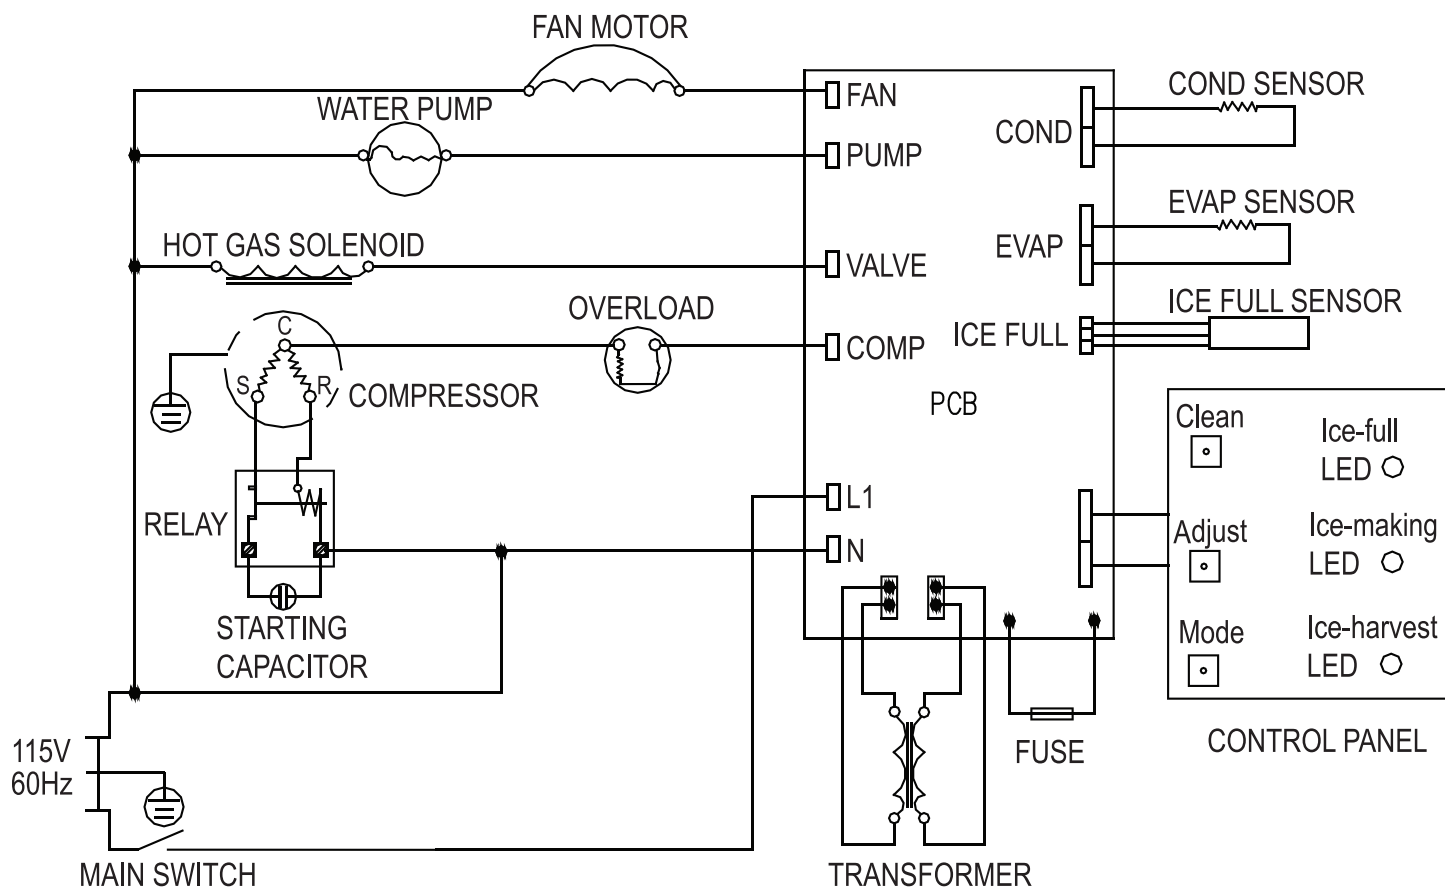 FAN MOTOR
WATER PUMP
HOT GAS SOLENOID
OVERLOAD
C
S
R
COMPRESSOR
RELAY
STARTING
CAPACITOR
115V
60Hz
MAIN SWITCH
FAN
PUMP
VALVE
COMP
L1
N
PCB
COND
EVAP
ICE FULL
COND SENSOR
EVAP SENSOR
ICE FULL SENSOR
TRANSFORMER
FUSE
Clean
Ice-full
LED
Adjust
Ice-making
LED
Mode
Ice-harvest
LED
CONTROL PANEL